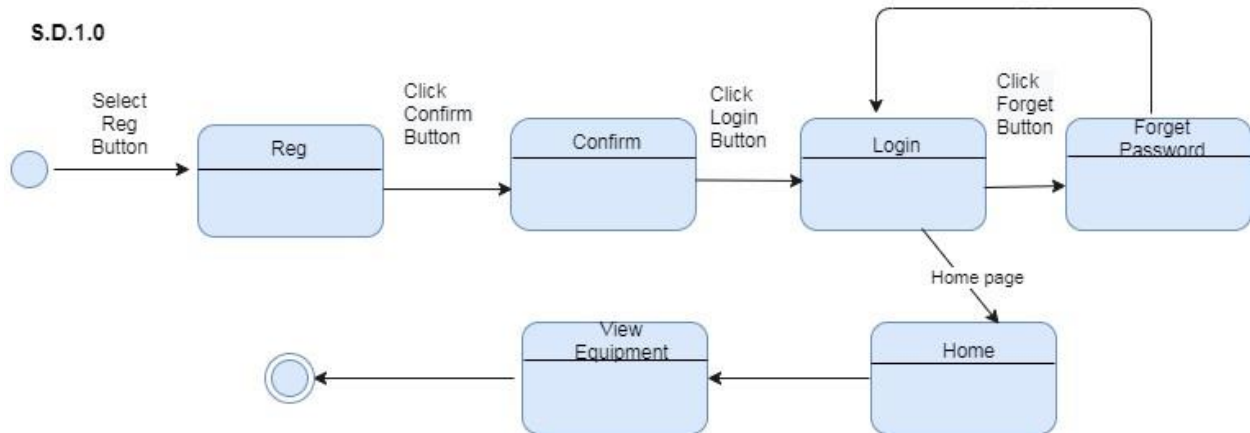 S.D.1.0
Select
Reg
Button
Reg
Click
Confirm
Button
Confirm
Click
Login
Button
Login
Click
Forget
Button
Forget
Password
Home page
Home
View
Equipment